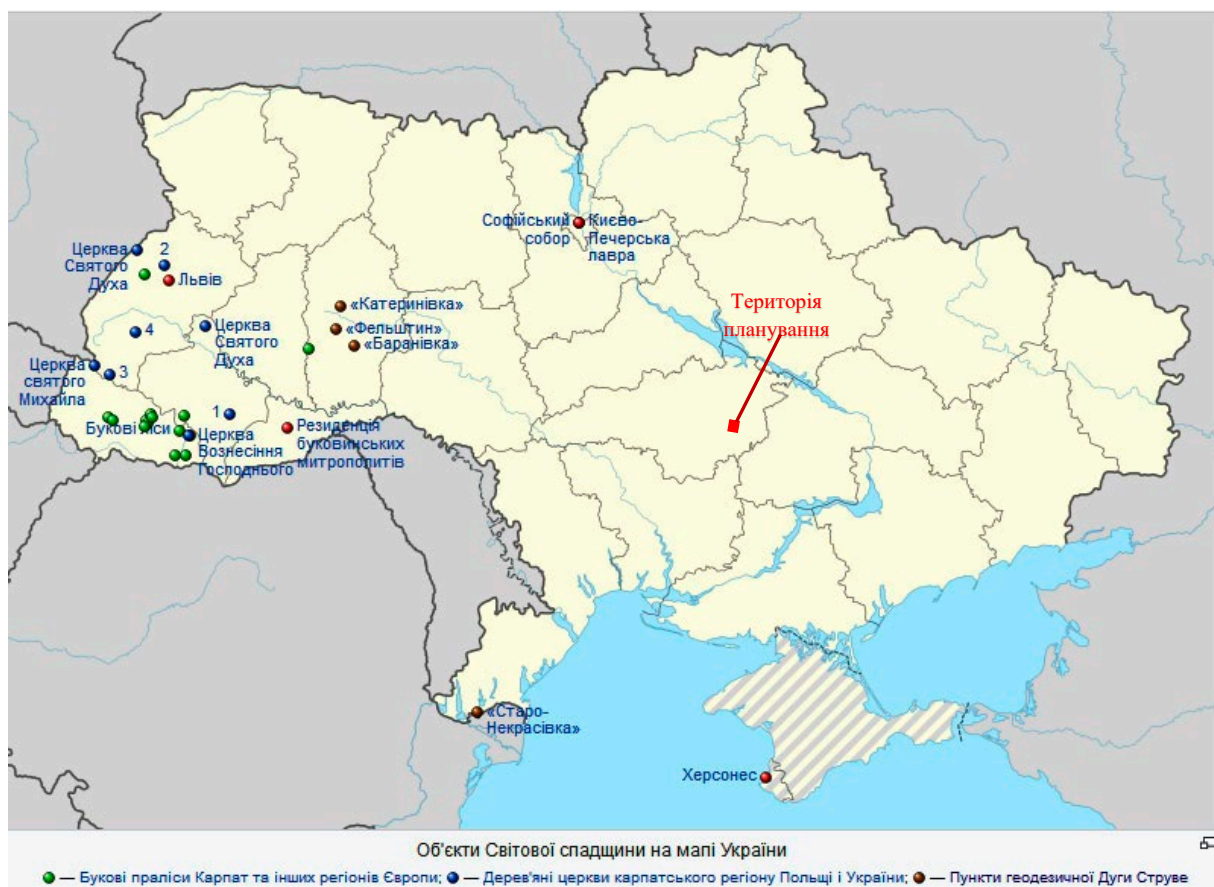 Софійський
собор
Києво-
Печерська
лавра
Церква
Святого
Духа
2
Львів
«Катеринівка»
«Фельштин»
«Баранівка»
Територія
планування
4
Церква
Святого
Духа
Церква
святого
Михайла
3
1
Букові ліси
Церква
Вознесіння
Господнього
Резиденція
буковинських
митрополитів
«Старо-
Некрасівка»
Херсонес
Об'єкти Світової спадщини на мапі України
— Букові праліси Карпат та інших регіонів Європи; — Дерев'яні церкви карпатського регіону Польщі і України; — Пункти геодезичної Дуги Струве